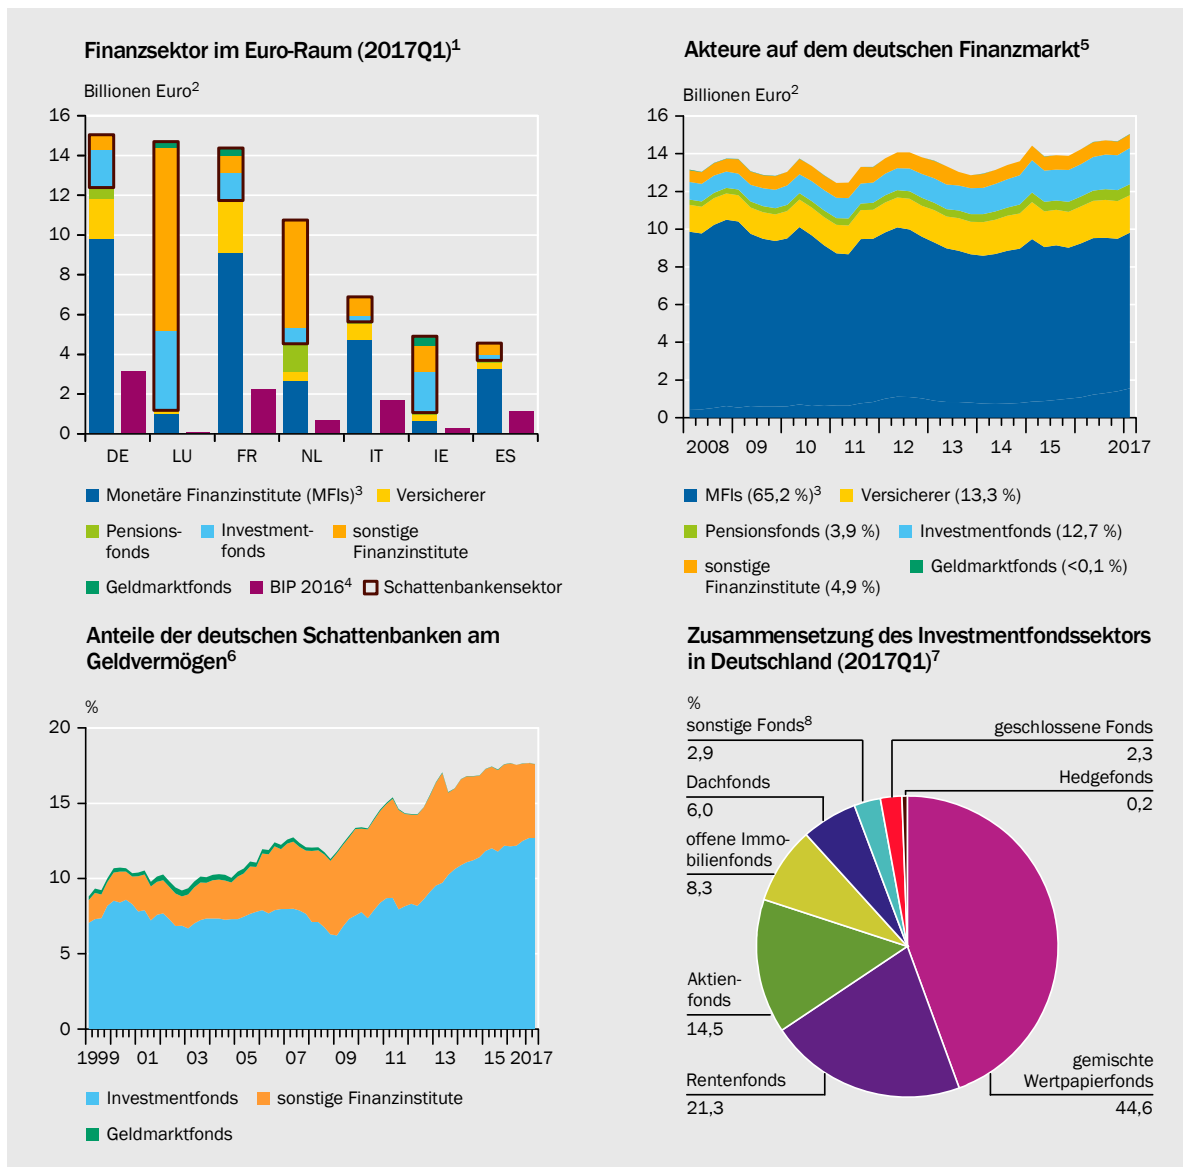 Finanzsektor im Euro-Raum (2017Q1)1
Billionen Euro2
16
14
12
10
8
6
4
2
0
DE LU FR NL IT IE ES
Monetäre Finanzinstitute (MFIs)3 Versicherer
Pensions-
fonds
Investment-
fonds
sonstige
Finanzinstitute
Geldmarktfonds BIP 20164 Schattenbankensektor
Akteure auf dem deutschen Finanzmarkt5
Billionen Euro2
16
14
12
10
8
6
4
2
0
2008 09 10 11 12 13 14 15 2017
MFIs (65,2 %)3 Versicherer (13,3 %)
Pensionsfonds (3,9 %) Investmentfonds (12,7 %)
sonstige
Finanzinstitute (4,9 %)
Geldmarktfonds (<0,1 %)
Anteile der deutschen Schattenbanken am
Geldvermögen6
%
20
15
10
5
0
1999 01 03 05 07 09 11 13 15 2017
Investmentfonds sonstige Finanzinstitute
Geldmarktfonds
Zusammensetzung des Investmentfondssektors
in Deutschland (2017Q1)7
%
sonstige Fonds8
2,9
geschlossene Fonds
2,3
Dachfonds
6,0
Hedgefonds
0,2
offene Immo-
bilienfonds
8,3
Aktien-
fonds
14,5
Rentenfonds
21,3
gemischte
Wertpapierfonds
44,6